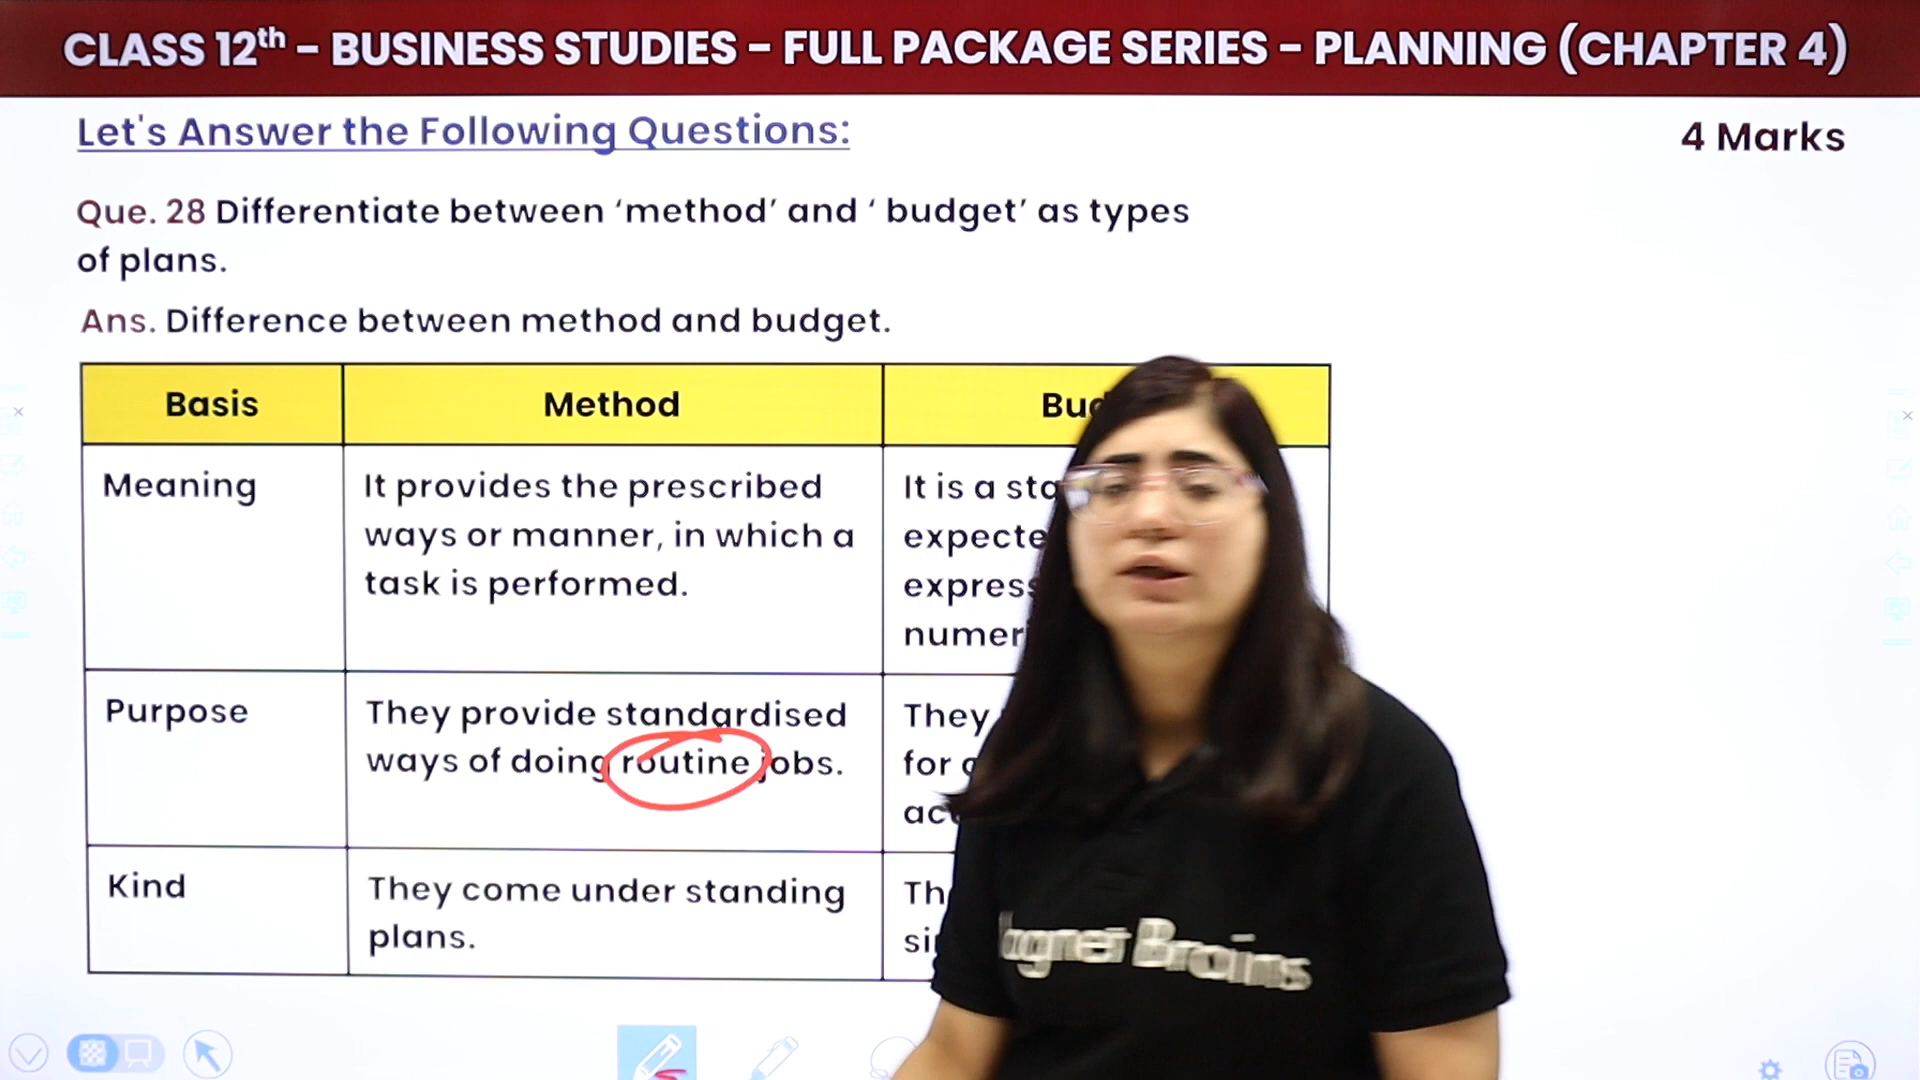 CLASS 12th - BUSINESS STUDIES - FULL PACKAGE SERIES - PLANNING (CHAPTER 4)
Let's Answer the Following Questions:
4 Marks
Que. 28 Differentiate between ‘method’ and ‘ budget’ as types
of plans.
Ans. Difference between method and budget.
Basis
Method
Meaning
It provides the prescribed
ways or manner, in which a
task is performed.
It is a
Purpose
They provide standardised
ways of doing routine jobs.
They
for
Kind
They come under standing
plans.
Brains